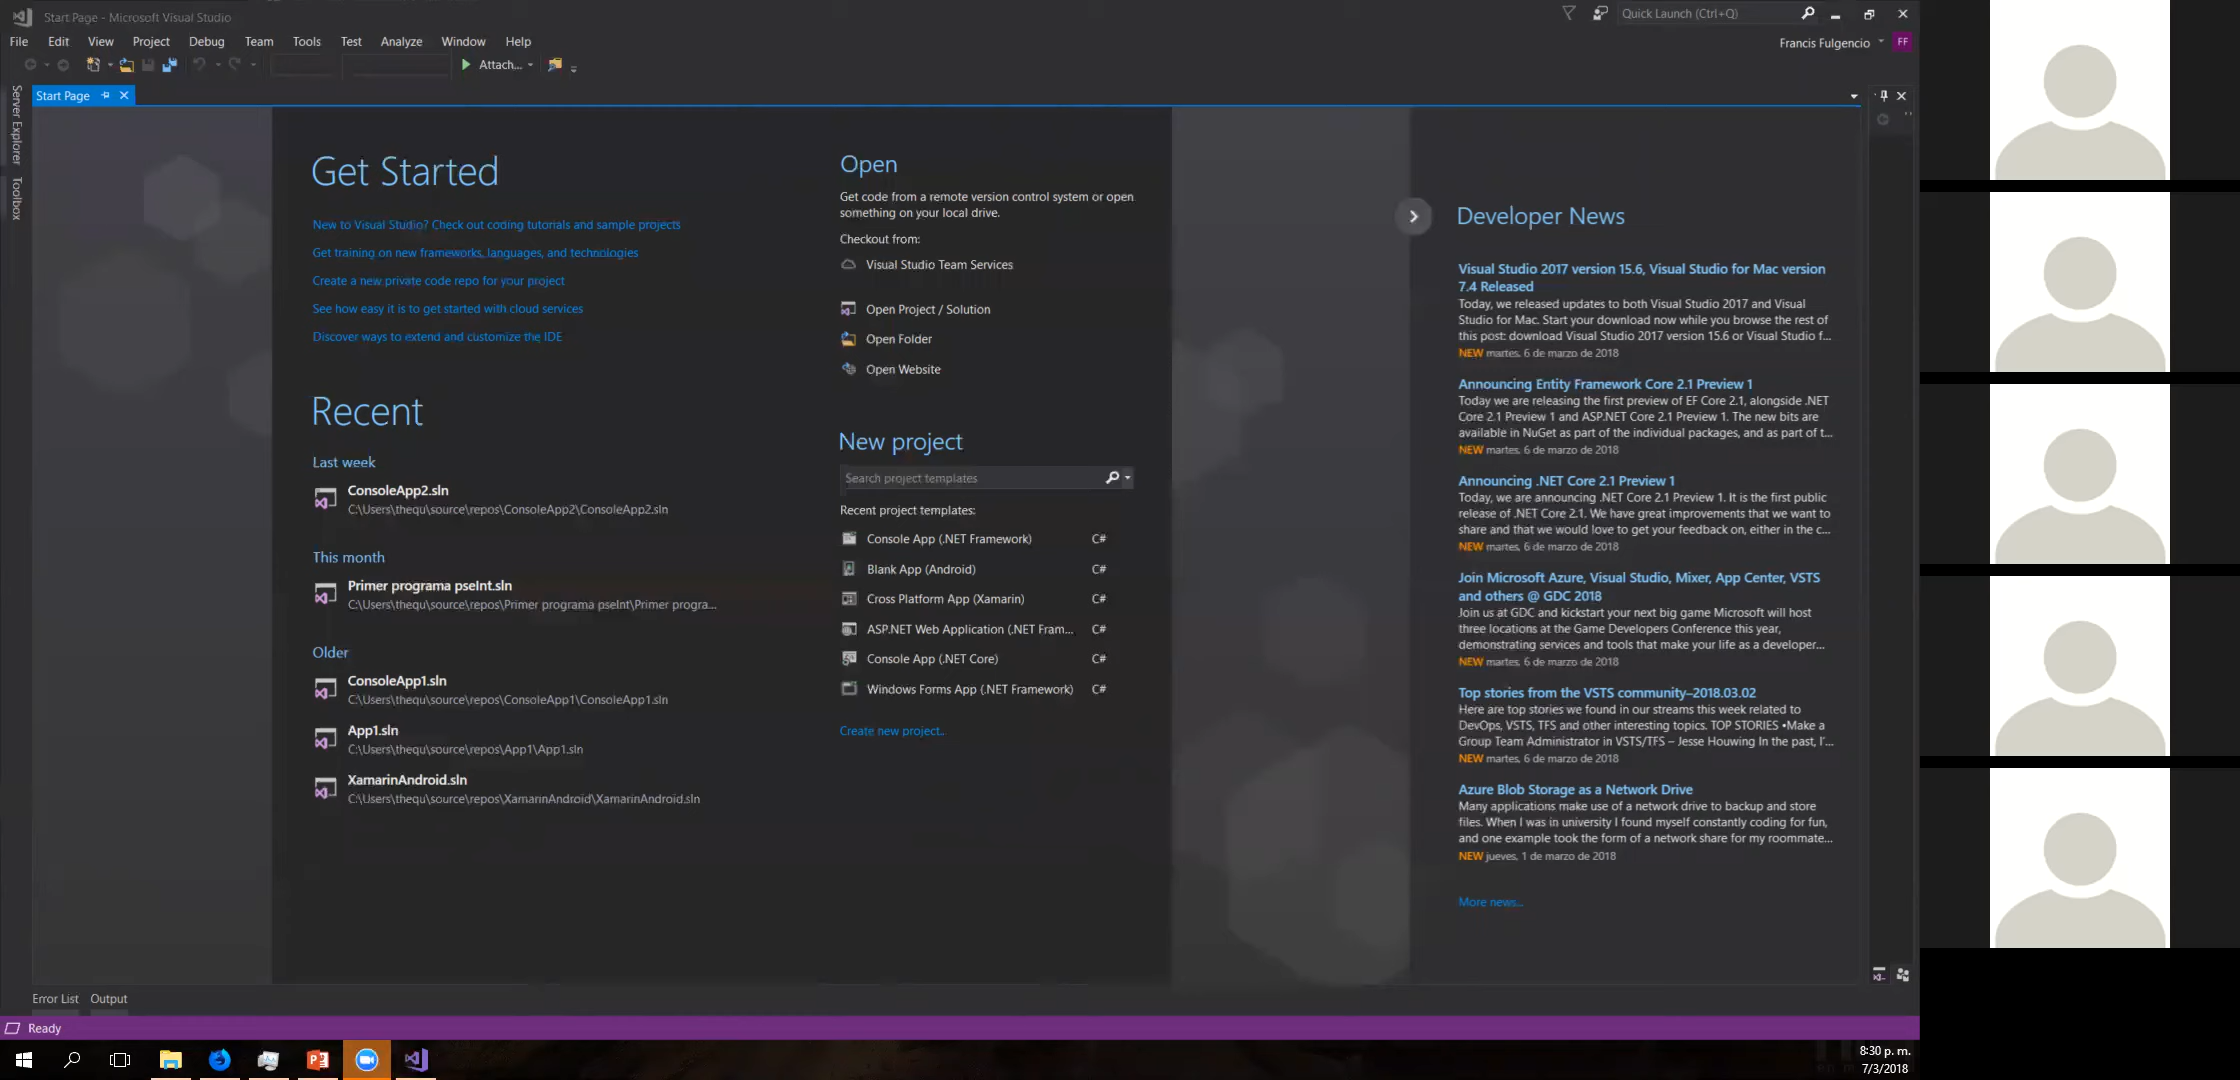 Start Page - Microsoft Visual Studio
Quick Launch (Ctrl+Q)
File Edit View Project Debug Team Tools Test Analyze Window Help
Francis Fulgencio FF
Attach...
Server Explorer
Toolbox
Start Page
Get Started
New to Visual Studio? Check out coding tutorials and sample projects
Get training on new frameworks, languages, and technologies
Create a new private code repo for your project
See how easy it is to get started with cloud services
Discover ways to extend and customize the IDE
Recent
Last week
ConsoleApp2.sln
C:\Users\thequ\source\repos\ConsoleApp2\ConsoleApp2.sln
This month
Primer programa pseInt.sln
C:\Users\thequ\source\repos\Primer programa pseInt\Primer progra...
Older
ConsoleApp1.sln
C:\Users\thequ\source\repos\ConsoleApp1\ConsoleApp1.sln
App1.sln
C:\Users\thequ\source\repos\App1\App1.sln
XamarinAndroid.sln
C:\Users\thequ\source\repos\XamarinAndroid\XamarinAndroid.sln
Open
Get code from a remote version control system or open
something on your local drive.
Checkout from:
Visual Studio Team Services
Open Project / Solution
Open Folder
Open Website
New project
Search project templates
Recent project templates:
Console App (.NET Framework) C#
Blank App (Android) C#
Cross Platform App (Xamarin) C#
ASP.NET Web Application (.NET Fram... C#
Console App (.NET Core) C#
Windows Forms App (.NET Framework) C#
Create new project...
Developer News
Visual Studio 2017 version 15.6, Visual Studio for Mac version
7.4 Released
Today, we released updates to both Visual Studio 2017 and Visual
Studio for Mac. Start your download now while you browse the rest of
this post: download Visual Studio 2017 version 15.6 or Visual Studio f...
NEW martes, 6 de marzo de 2018
Announcing Entity Framework Core 2.1 Preview 1
Today we are releasing the first preview of EF Core 2.1, alongside .NET
Core 2.1 Preview 1 and ASP.NET Core 2.1 Preview 1. The new bits are
available in NuGet as part of the individual packages, and as part of t...
NEW martes, 6 de marzo de 2018
Announcing .NET Core 2.1 Preview 1
Today, we are announcing .NET Core 2.1 Preview 1. It is the first public
release of .NET Core 2.1. We have great improvements that we want to
share and that we would love to get your feedback on, either in the c...
NEW martes, 6 de marzo de 2018
Join Microsoft Azure, Visual Studio, Mixer, App Center, VSTS
and others @ GDC 2018
Join us at GDC and kickstart your next big game Microsoft will host
three locations at the Game Developers Conference this year,
demonstrating services and tools that make your life as a developer...
NEW martes, 6 de marzo de 2018
Top stories from the VSTS community–2018.03.02
Here are top stories we found in our streams this week related to
DevOps, VSTS, TFS and other interesting topics. TOP STORIES •Make a
Group Team Administrator in VSTS/TFS – Jesse Houwing In the past, I'...
NEW martes, 6 de marzo de 2018
Azure Blob Storage as a Network Drive
Many applications make use of a network drive to backup and store
files. When I was in university I found myself constantly coding for fun,
and one example took the form of a network share for my roommate...
NEW jueves, 1 de marzo de 2018
More news...
Error List Output
Ready
8:30 p. m.
7/3/2018